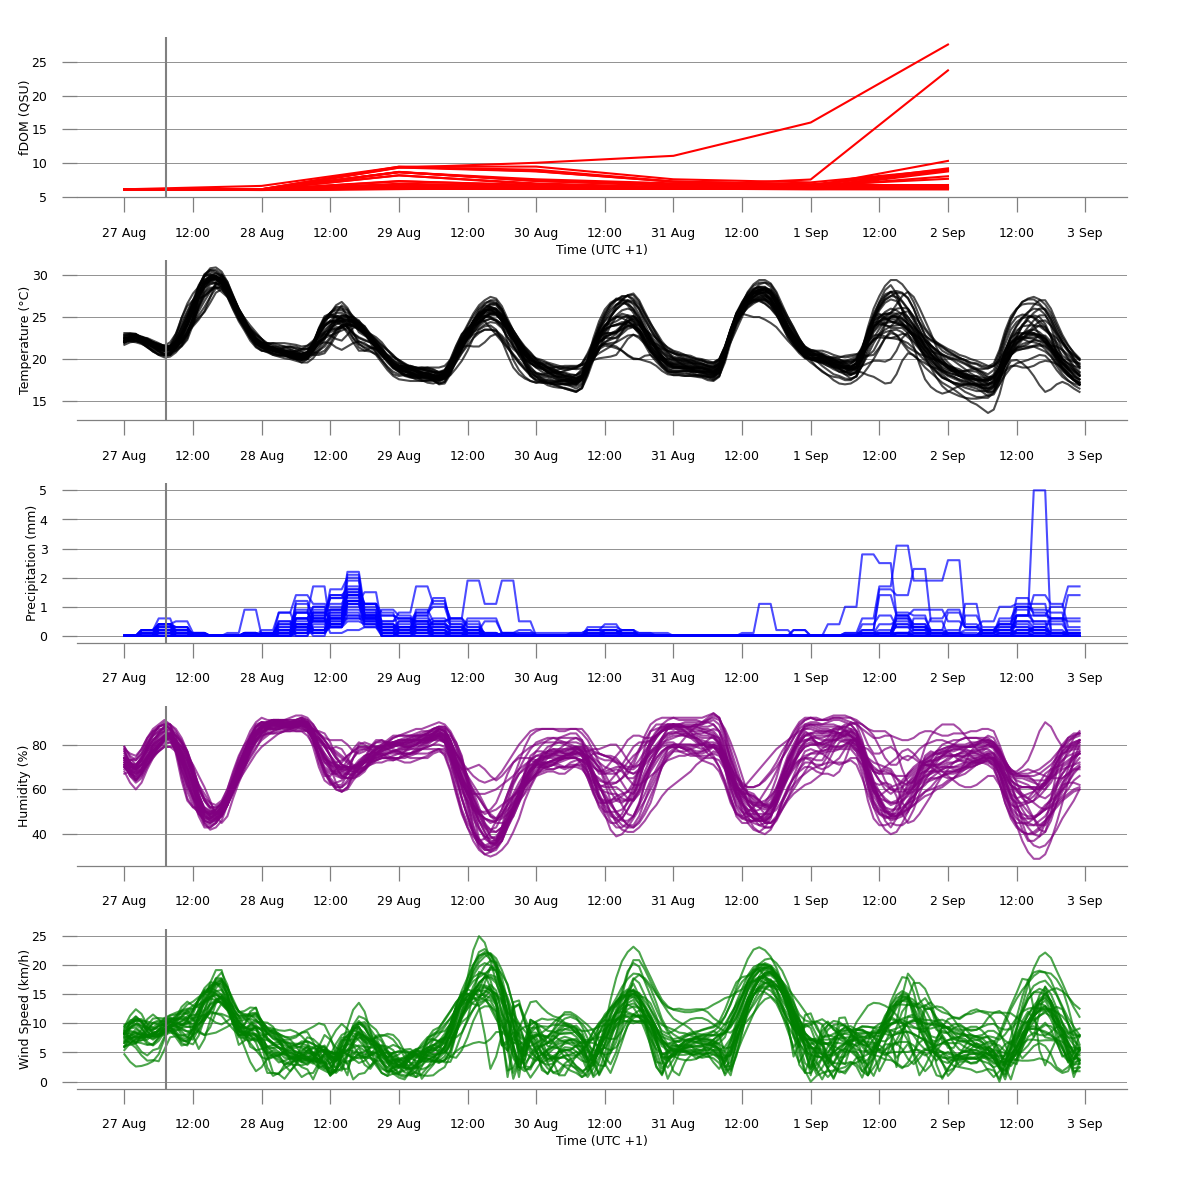 25
20
15
10
5
fDOM (QSU)
27 Aug 12:00 28 Aug 12:00 29 Aug 12:00 30 Aug 12:00 31 Aug 12:00 1 Sep 12:00 2 Sep 12:00 3 Sep
Time (UTC +1)
30
25
20
15
Temperature (°C)
27 Aug 12:00 28 Aug 12:00 29 Aug 12:00 30 Aug 12:00 31 Aug 12:00 1 Sep 12:00 2 Sep 12:00 3 Sep
5
4
3
2
1
0
Precipitation (mm)
27 Aug 12:00 28 Aug 12:00 29 Aug 12:00 30 Aug 12:00 31 Aug 12:00 1 Sep 12:00 2 Sep 12:00 3 Sep
80
60
40
Humidity (%)
27 Aug 12:00 28 Aug 12:00 29 Aug 12:00 30 Aug 12:00 31 Aug 12:00 1 Sep 12:00 2 Sep 12:00 3 Sep
25
20
15
10
5
0
Wind Speed (km/h)
27 Aug 12:00 28 Aug 12:00 29 Aug 12:00 30 Aug 12:00 31 Aug 12:00 1 Sep 12:00 2 Sep 12:00 3 Sep
Time (UTC +1)